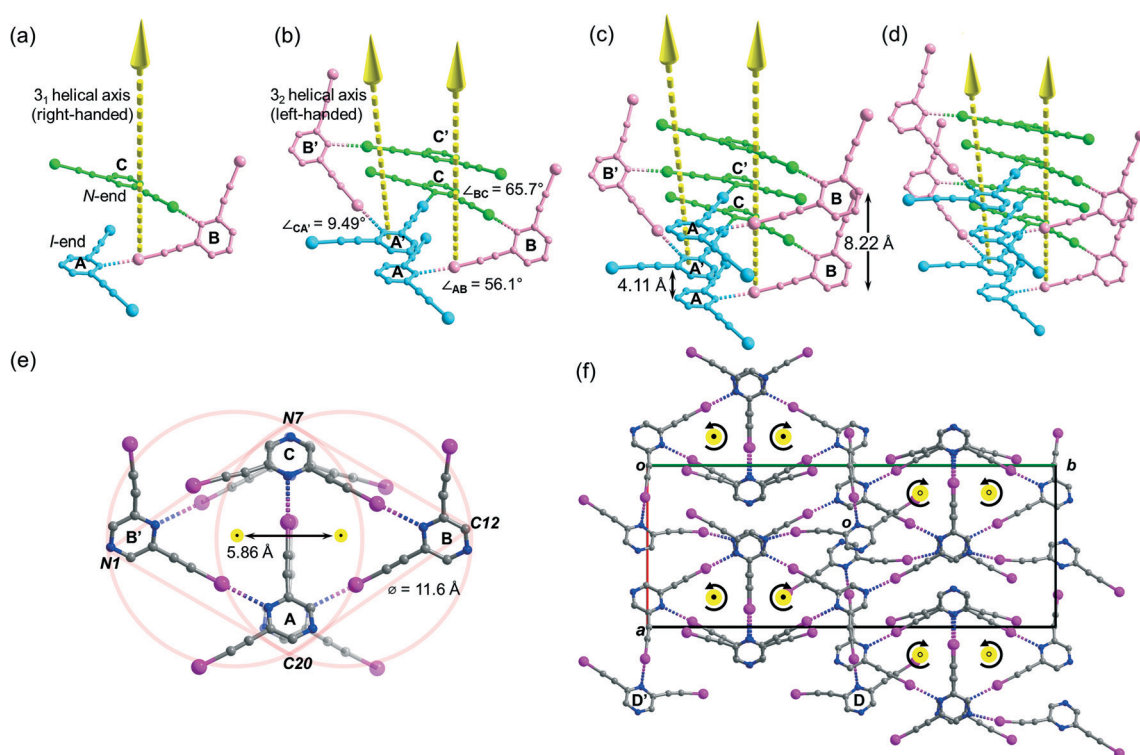 (a)
3₁ helical axis
(right-handed)
C
N-end
I-end
A
B
(b)
3₂ helical axis
(left-handed)
B'
C'
C
∠BC = 65.7°
∠CA' = 9.49°
A'
A
B
∠AB = 56.1°
(c)
B'
C'
C
B
A
A'
8.22 Å
B
4.11 Å
A
(d)
(e)
N7
C
B'
5.86 Å
B
C12
N1
⌀ = 11.6 Å
A
C20
(f)
o
b
o
a
D'
D